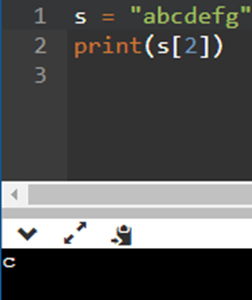 1 s = "abcdefg"
2 print(s[2])
3
c